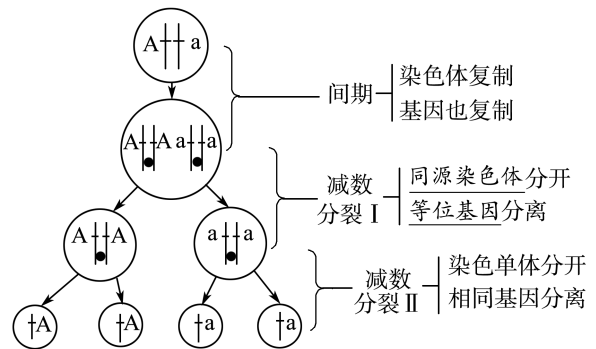 A a
染色体复制
间期
基因也复制
A A a a
减数
分裂Ⅰ
同源染色体分开
等位基因分离
A A
a a
减数
分裂Ⅱ
染色单体分开
相同基因分离
A
A
a
a